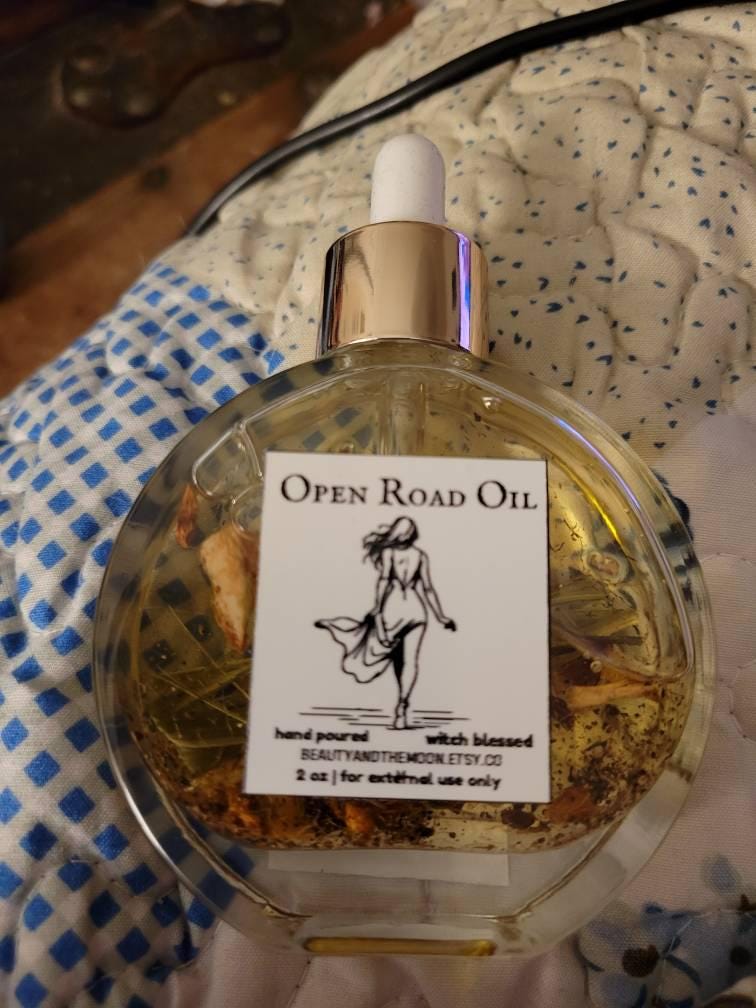 OPEN ROAD OIL
hand poured witch blessed
BEAUTYANDTHEMOON.ETSY.CO
2 oz | for external use only